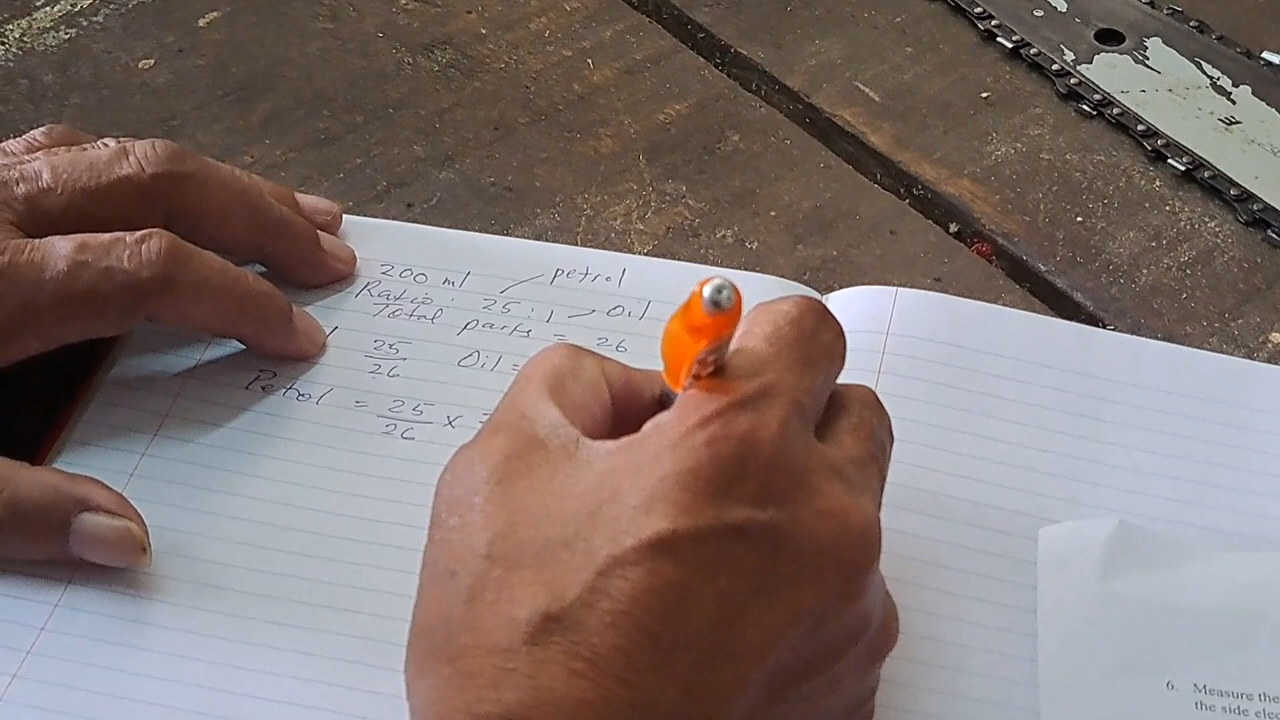 200 ml
petrol
Ratio: 25:1 > Oil
Total parts = 26
25
26
Oil =
Petrol = 25 x
26
6. Measure the
the side elec
E